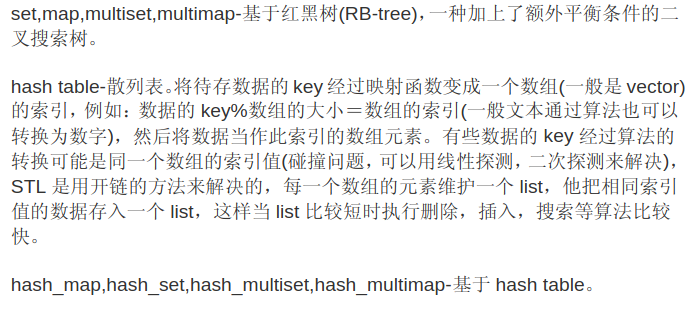 set,map,multiset,multimap-基于红黑树(RB-tree)，一种加上了额外平衡条件的二
叉搜索树。
hash table-散列表。将待存数据的 key 经过映射函数变成一个数组(一般是 vector)
的索引，例如：数据的 key%数组的大小＝数组的索引(一般文本通过算法也可以
转换为数字)，然后将数据当作此索引的数组元素。有些数据的 key 经过算法的
转换可能是同一个数组的索引值(碰撞问题，可以用线性探测，二次探测来解决)，
STL 是用开链的方法来解决的，每一个数组的元素维护一个 list，他把相同索引
值的数据存入一个 list，这样当 list 比较短时执行删除，插入，搜索等算法比较
快。
hash_map,hash_set,hash_multiset,hash_multimap-基于 hash table。